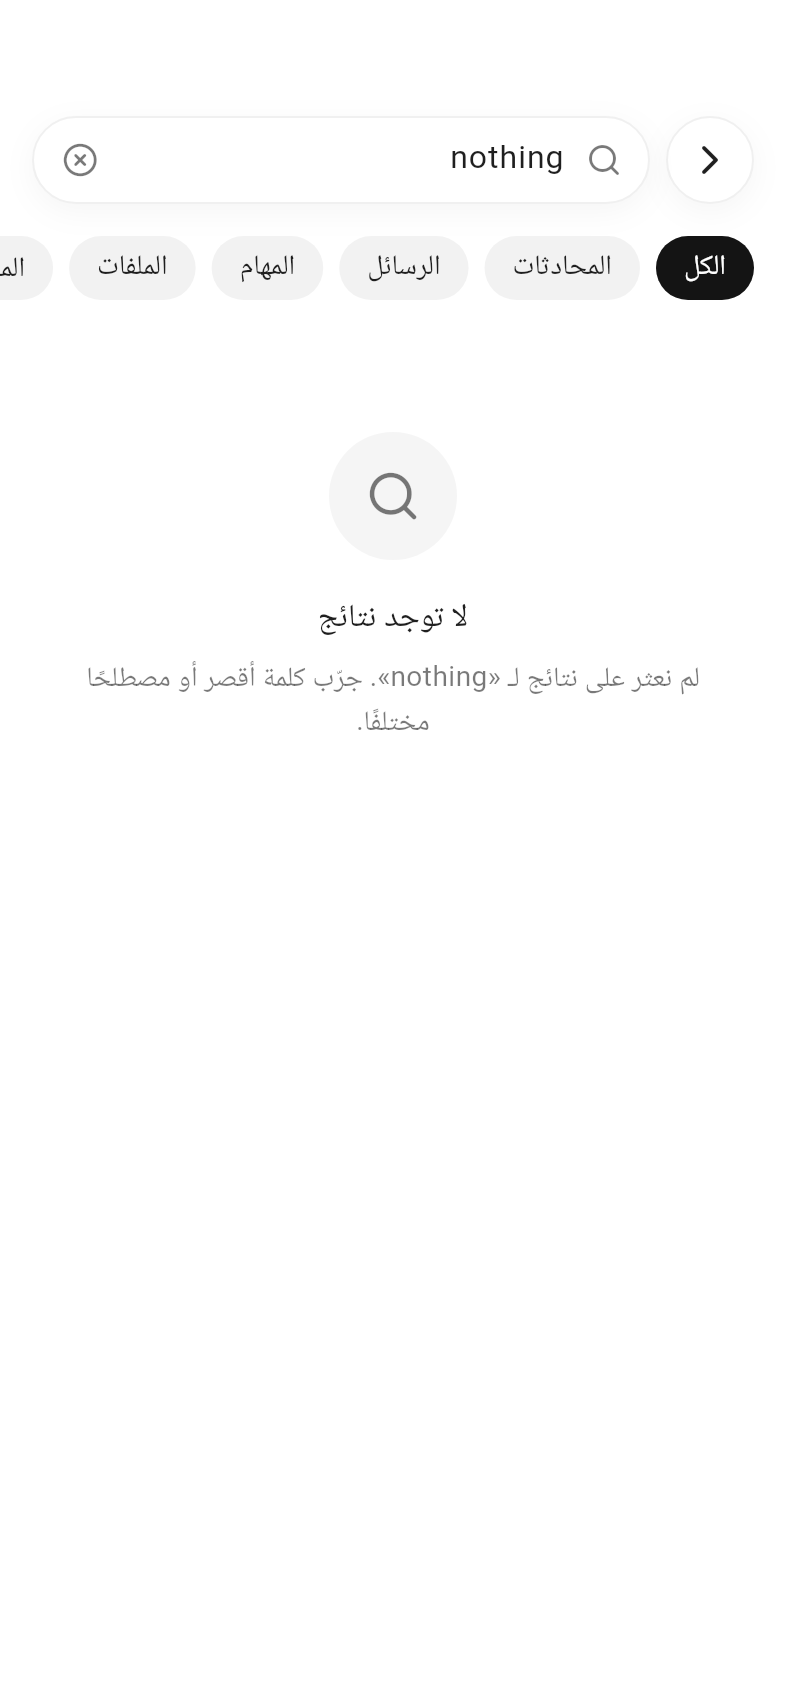 nothing
الكل
المحادثات
الرسائل
المهام
الملفات
لا توجد نتائج
لم نعثر على نتائج لـ «nothing». جرّب كلمة أقصر أو مصطلحًا
مختلفًا.